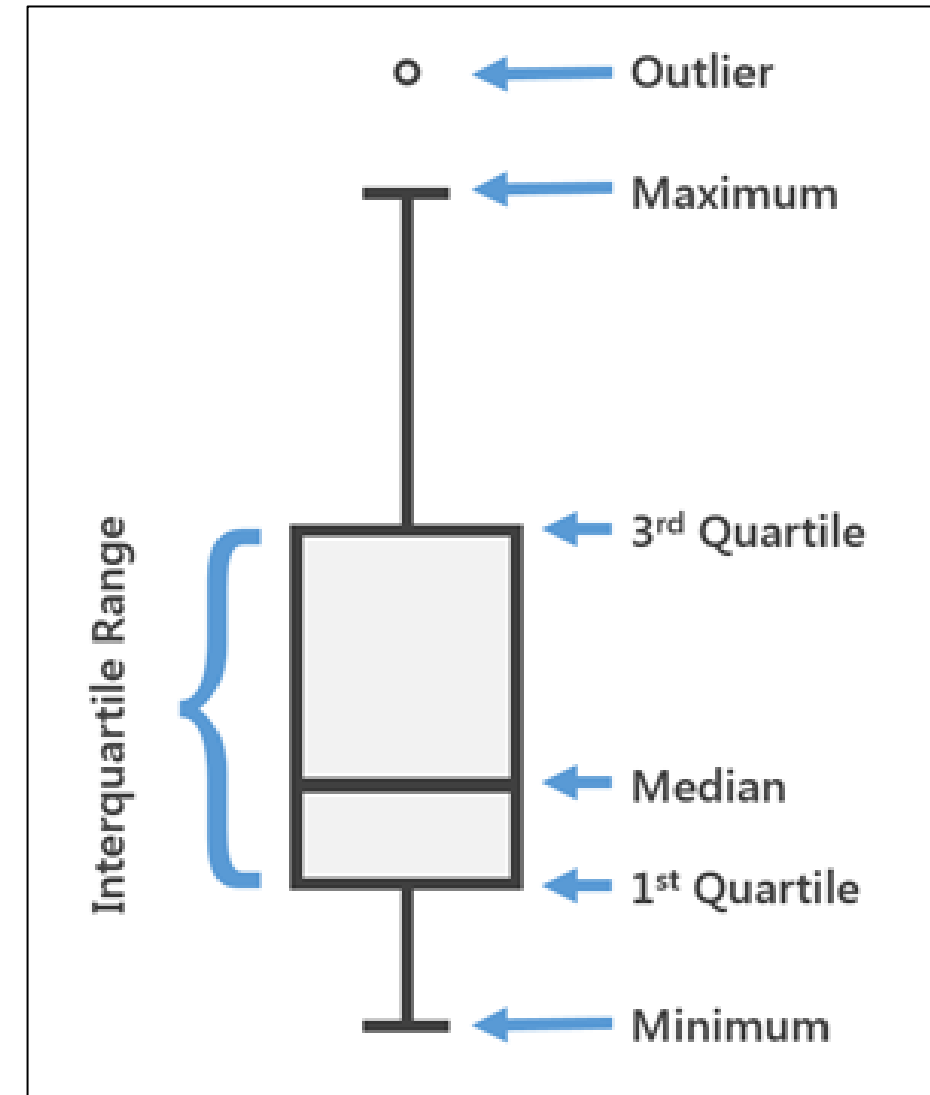 Outlier
Maximum
3rd Quartile
Interquartile Range
Median
1st Quartile
Minimum